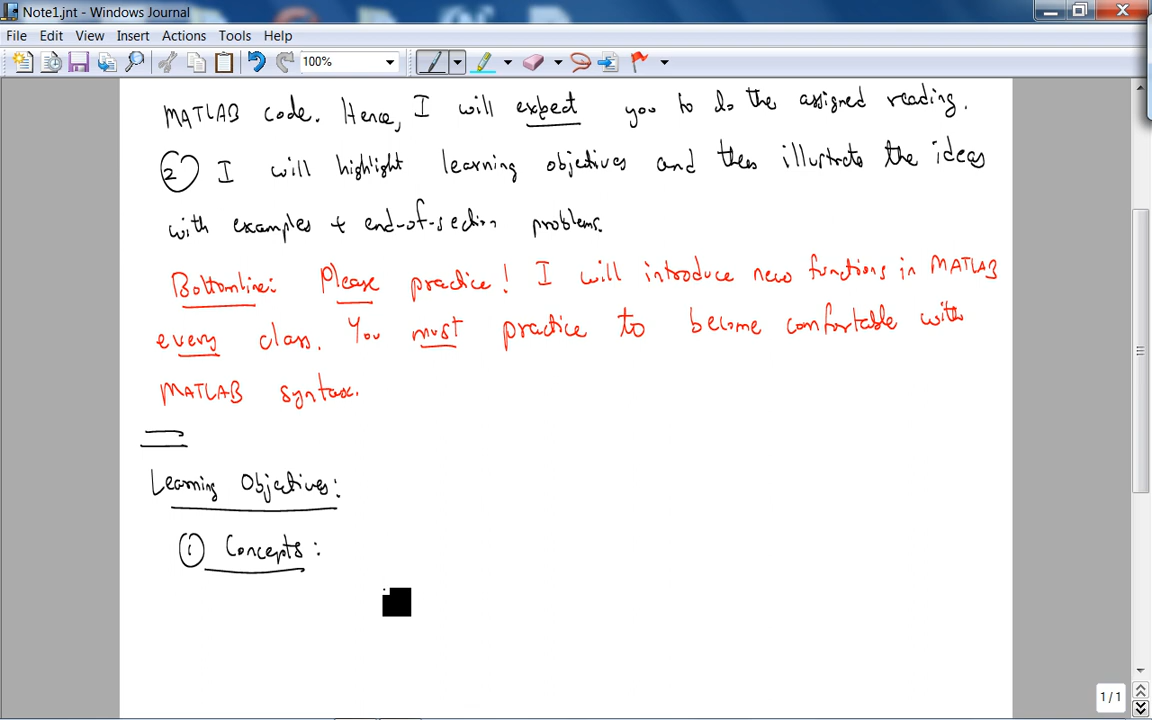 Note1.jnt - Windows Journal
File Edit View Insert Actions Tools Help
100%
MATLAB code. Hence, I will expect you to do the assigned reading.
② I will highlight learning objectives and then illustrate the ideas
with examples + end-of-section problems.
Bottomline: Please practice! I will introduce new functions in MATLAB
every class. You must practice to become comfortable with
MATLAB syntax.
Learning Objectives:
① Concepts:
1 / 1